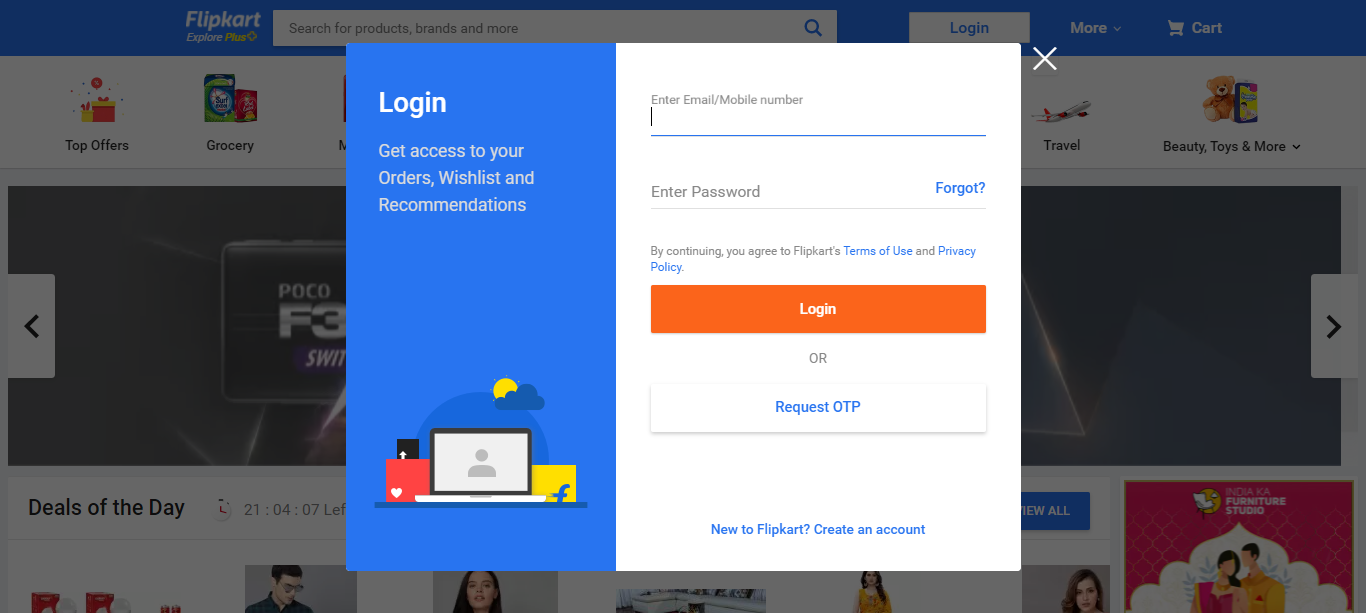 Flipkart
Explore Plus
Search for products, brands and more
Login
More
Cart
Top Offers
Grocery
M
Travel
Beauty, Toys & More
Login
Get access to your
Orders, Wishlist and
Recommendations
Enter Email/Mobile number
Enter Password
Forgot?
By continuing, you agree to Flipkart's Terms of Use and Privacy
Policy.
Login
OR
Request OTP
New to Flipkart? Create an account
POCO
F3
SWIT
Deals of the Day
21 : 04 : 07 Lef
VIEW ALL
INDIA KA
FURNITURE
STUDIO